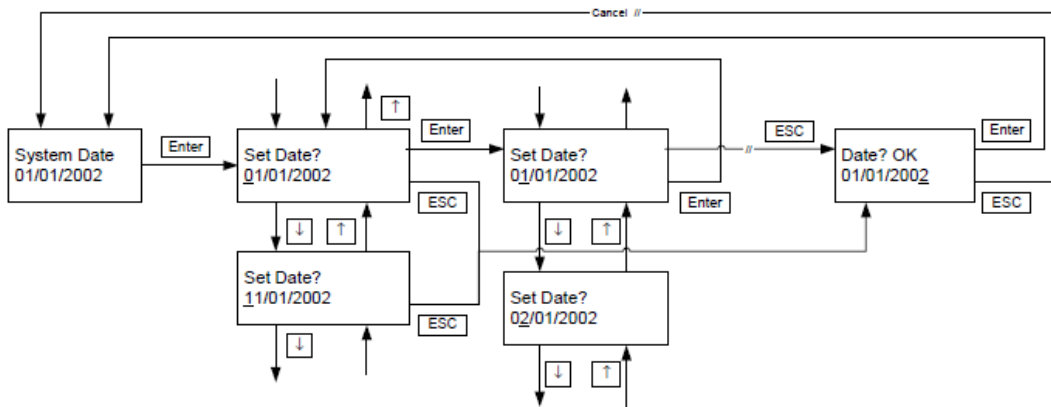 Cancel //
↑
Enter
ESC
Enter
System Date
01/01/2002
Enter
Set Date?
01/01/2002
Set Date?
01/01/2002
//
Date? OK
01/01/2002
ESC
Enter
ESC
↓
↑
↓
↑
Set Date?
11/01/2002
Set Date?
02/01/2002
ESC
↓
↓
↑